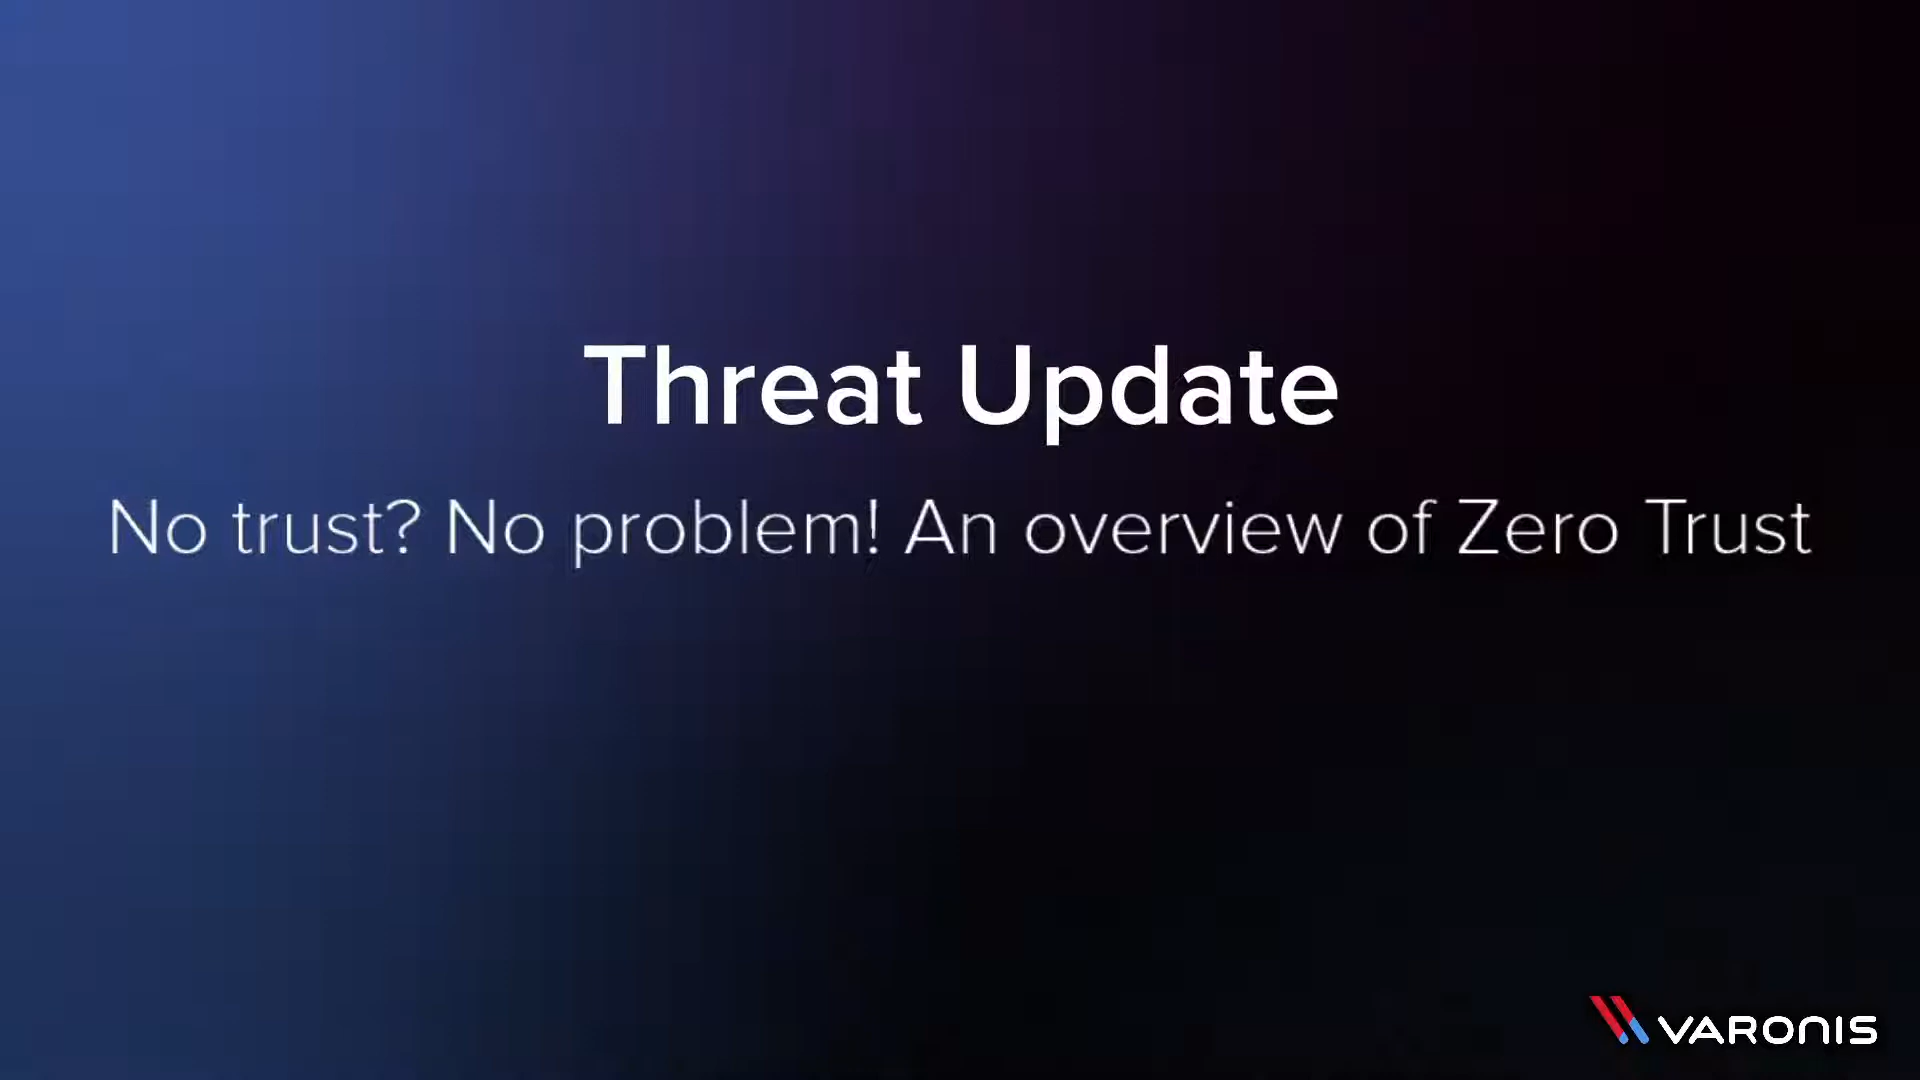 Threat Update
No trust? No problem! An overview of Zero Trust
VARONIS